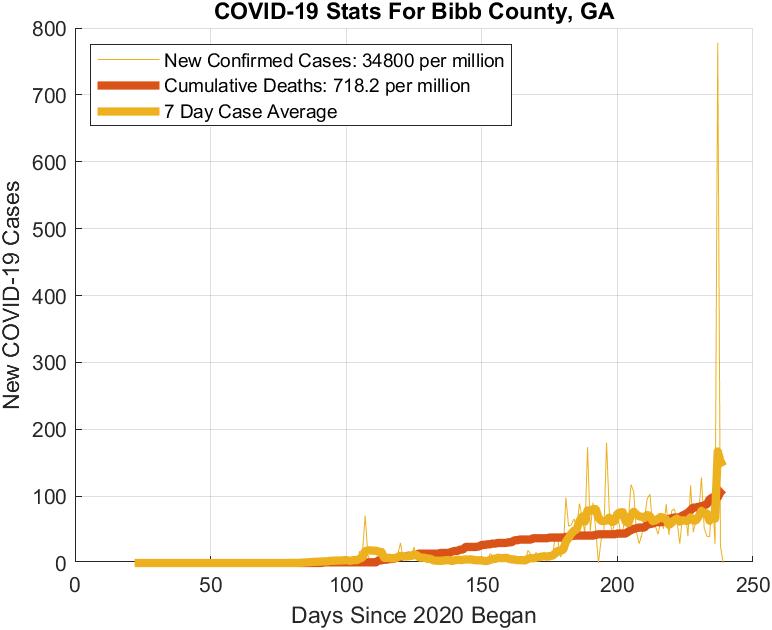 COVID-19 Stats For Bibb County, GA
New Confirmed Cases: 34800 per million
Cumulative Deaths: 718.2 per million
7 Day Case Average
New COVID-19 Cases
800
700
600
500
400
300
200
100
0
0 50 100 150 200 250
Days Since 2020 Began